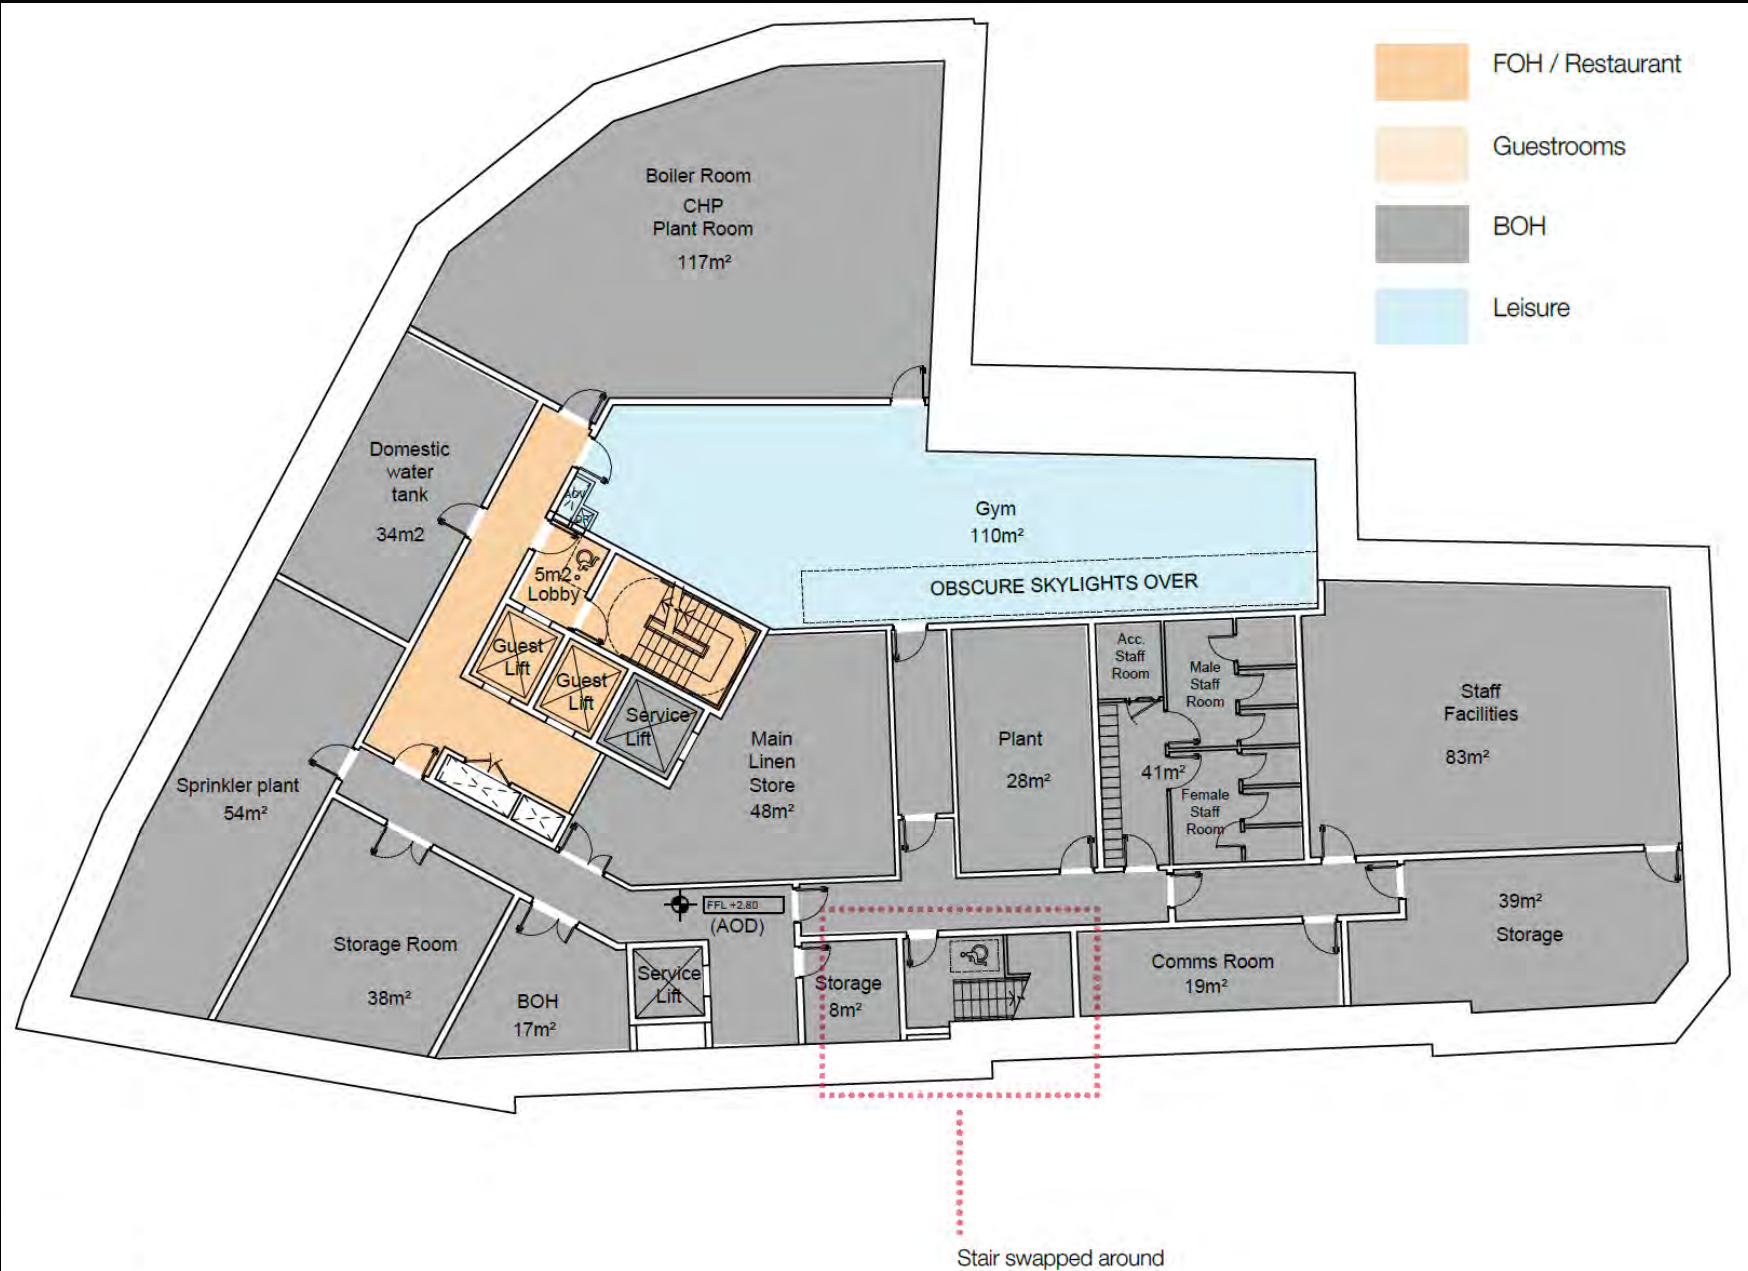 FOH / Restaurant
Guestrooms
BOH
Leisure
Boiler Room
CHP
Plant Room
117m²
Domestic
water
tank
34m2
AOV
DR
Gym
110m²
OBSCURE SKYLIGHTS OVER
5m2
Lobby
Guest
Lift
Guest
Lift
Service
Lift
Main
Linen
Store
48m²
Plant
28m²
Acc.
Staff
Room
Male
Staff
Room
41m²
Female
Staff
Room
Staff
Facilities
83m²
Sprinkler plant
54m²
Storage Room
38m²
BOH
17m²
Service
Lift
FFL +2.80
(AOD)
Storage
8m²
Comms Room
19m²
39m²
Storage
Stair swapped around